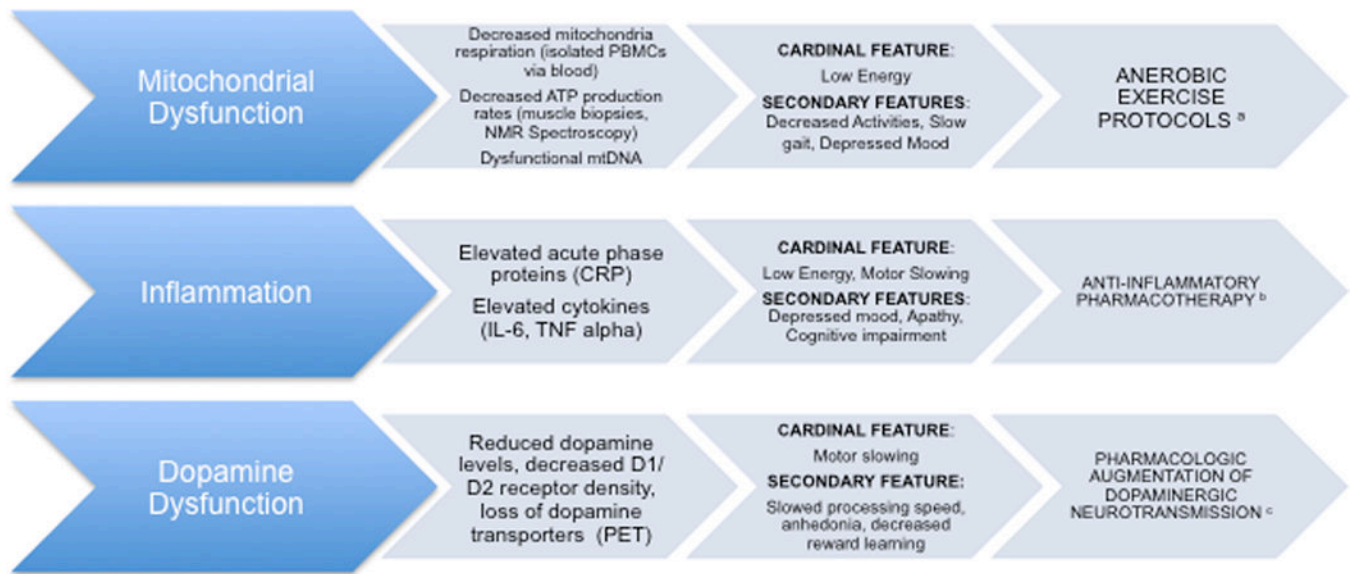 Mitochondrial
Dysfunction
Decreased mitochondria
respiration (isolated PBMCs
via blood)
Decreased ATP production
rates (muscle biopsies,
NMR Spectroscopy)
Dysfunctional mtDNA
CARDINAL FEATURE:
Low Energy
SECONDARY FEATURES:
Decreased Activities, Slow
gait, Depressed Mood
ANEROBIC
EXERCISE
PROTOCOLS a
Inflammation
Elevated acute phase
proteins (CRP)
Elevated cytokines
(IL-6, TNF alpha)
CARDINAL FEATURE:
Low Energy, Motor Slowing
SECONDARY FEATURES:
Depressed mood, Apathy,
Cognitive impairment
ANTI-INFLAMMATORY
PHARMACOTHERAPY b
Dopamine
Dysfunction
Reduced dopamine
levels, decreased D1/
D2 receptor density,
loss of dopamine
transporters (PET)
CARDINAL FEATURE:
Motor slowing
SECONDARY FEATURE:
Slowed processing speed,
anhedonia, decreased
reward learning
PHARMACOLOGIC
AUGMENTATION OF
DOPAMINERGIC
NEUROTRANSMISSION c